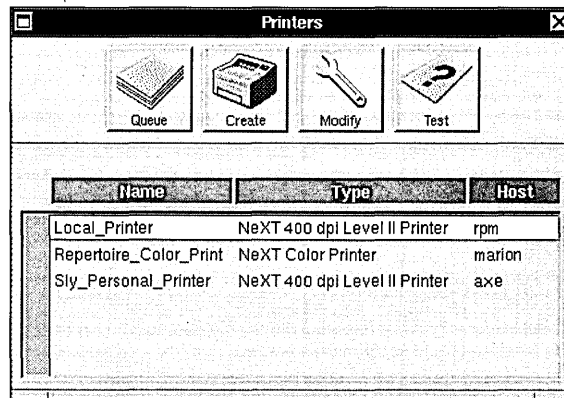 Printers
Queue Create Modify Test
Name Type Host
Local_Printer NeXT 400 dpi Level II Printer rpm
Repertoire_Color_Print NeXT Color Printer marion
Sly_Personal_Printer NeXT 400 dpi Level II Printer axe